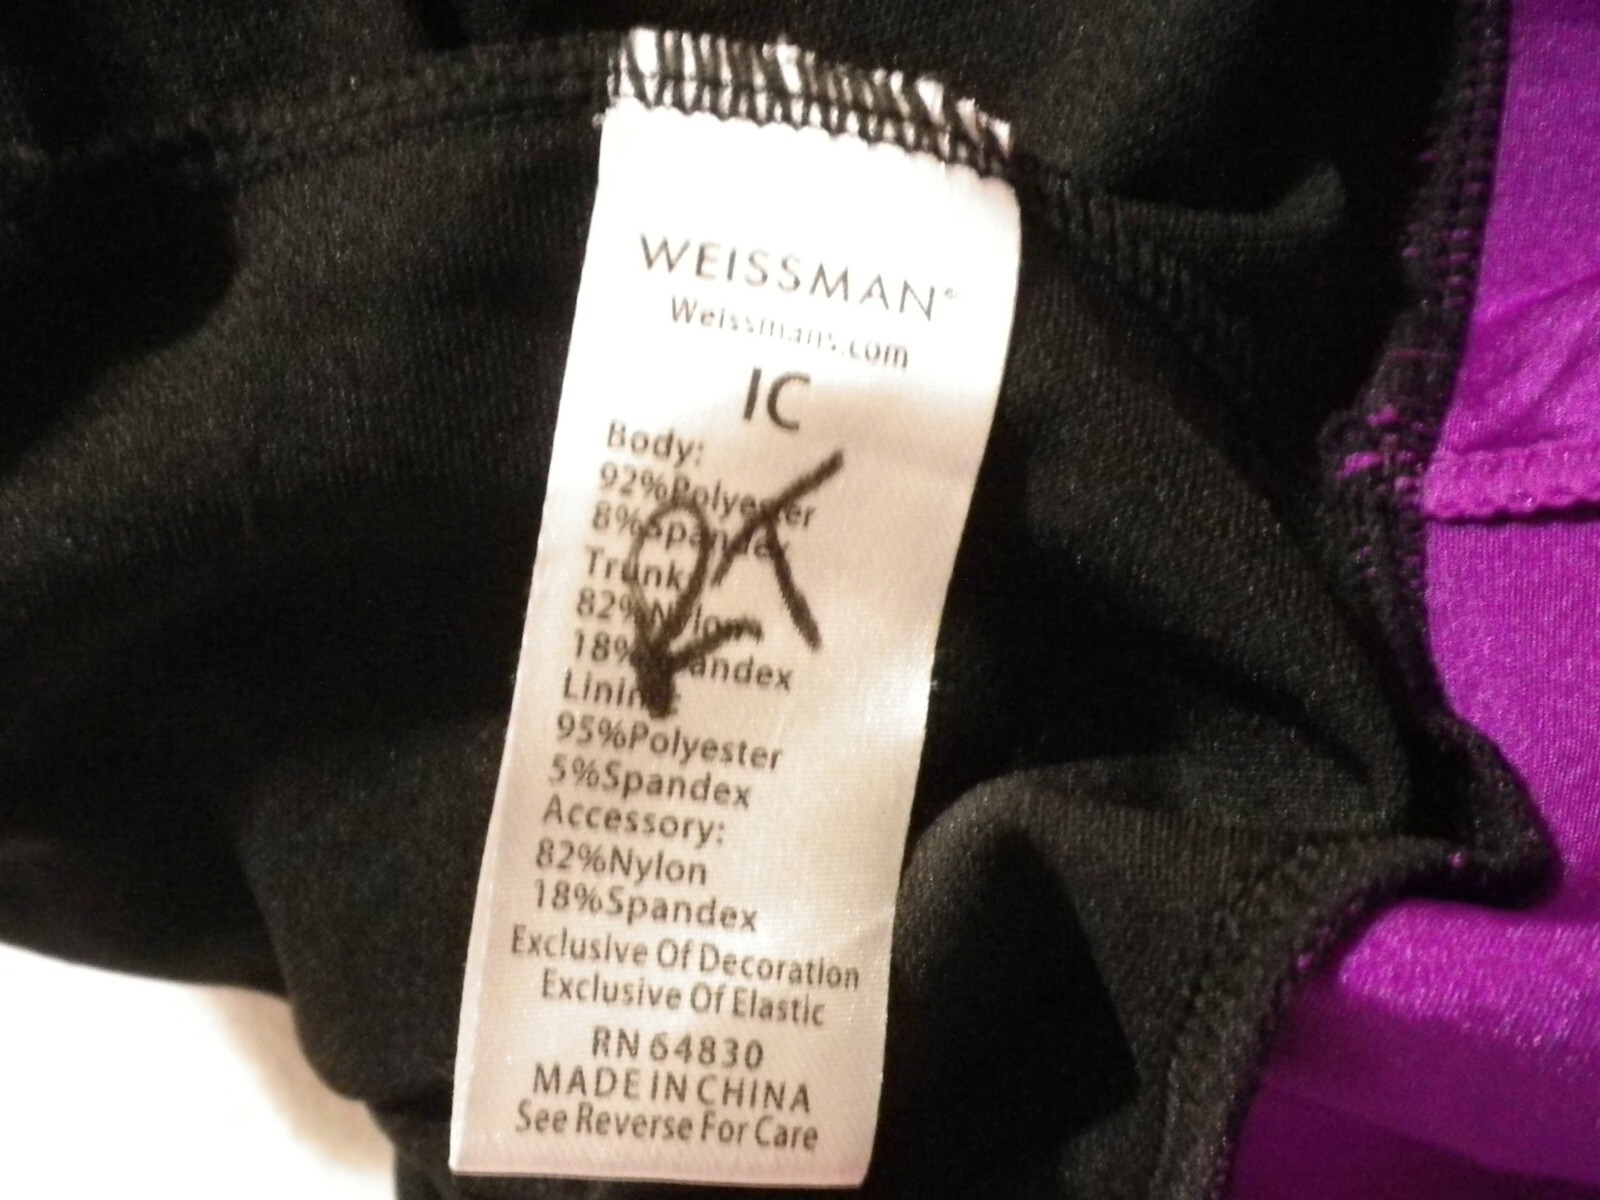 WEISSMAN®
Weissmans.com
IC
Body:
92%Polyester
8%Spandex
Trunk:
82%Nylon
18%Spandex
Lining:
95%Polyester
5%Spandex
Accessory:
82%Nylon
18%Spandex
Exclusive Of Decoration
Exclusive Of Elastic
RN 64830
MADE IN CHINA
See Reverse For Care